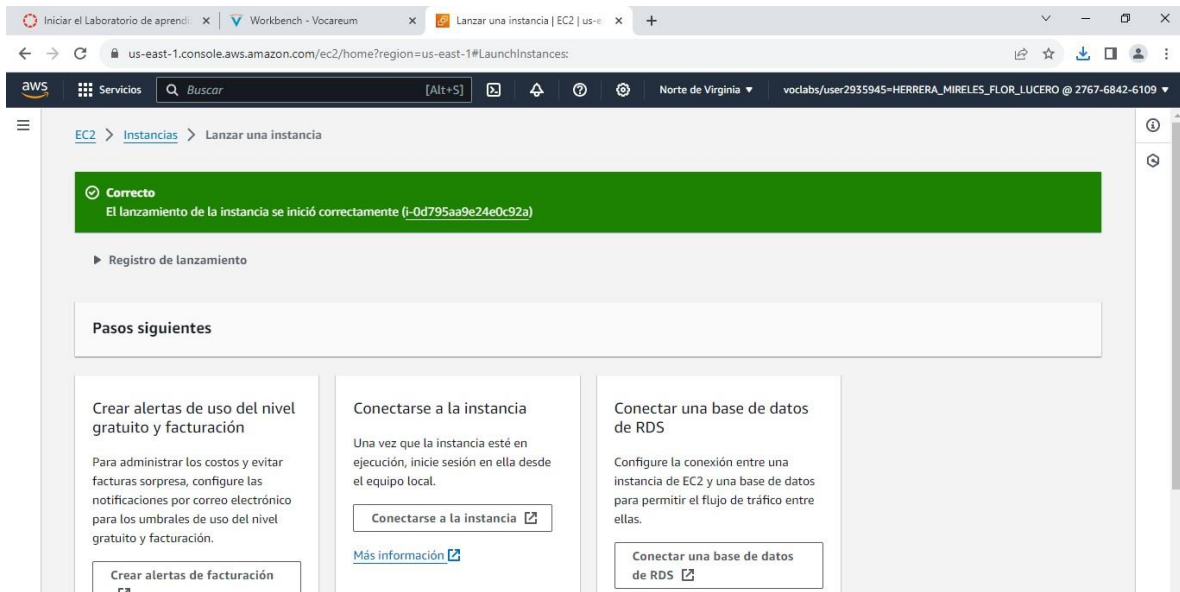 Iniciar el Laboratorio de aprendi
Workbench - Vocareum
Lanzar una instancia | EC2 | us-e
us-east-1.console.aws.amazon.com/ec2/home?region=us-east-1#LaunchInstances:
aws
Servicios
Buscar
[Alt+S]
Norte de Virginia
voclabs/user2935945=HERRERA_MIRELES_FLOR_LUCERO @ 2767-6842-6109
EC2 > Instancias > Lanzar una instancia
Correcto
El lanzamiento de la instancia se inició correctamente (i-0d795aa9e24e0c92a)
Registro de lanzamiento
Pasos siguientes
Crear alertas de uso del nivel
gratuito y facturación
Para administrar los costos y evitar
facturas sorpresa, configure las
notificaciones por correo electrónico
para los umbrales de uso del nivel
gratuito y facturación.
Crear alertas de facturación
Conectarse a la instancia
Una vez que la instancia esté en
ejecución, inicie sesión en ella desde
el equipo local.
Conectarse a la instancia
Más información
Conectar una base de datos
de RDS
Configure la conexión entre una
instancia de EC2 y una base de datos
para permitir el flujo de tráfico entre
ellas.
Conectar una base de datos
de RDS